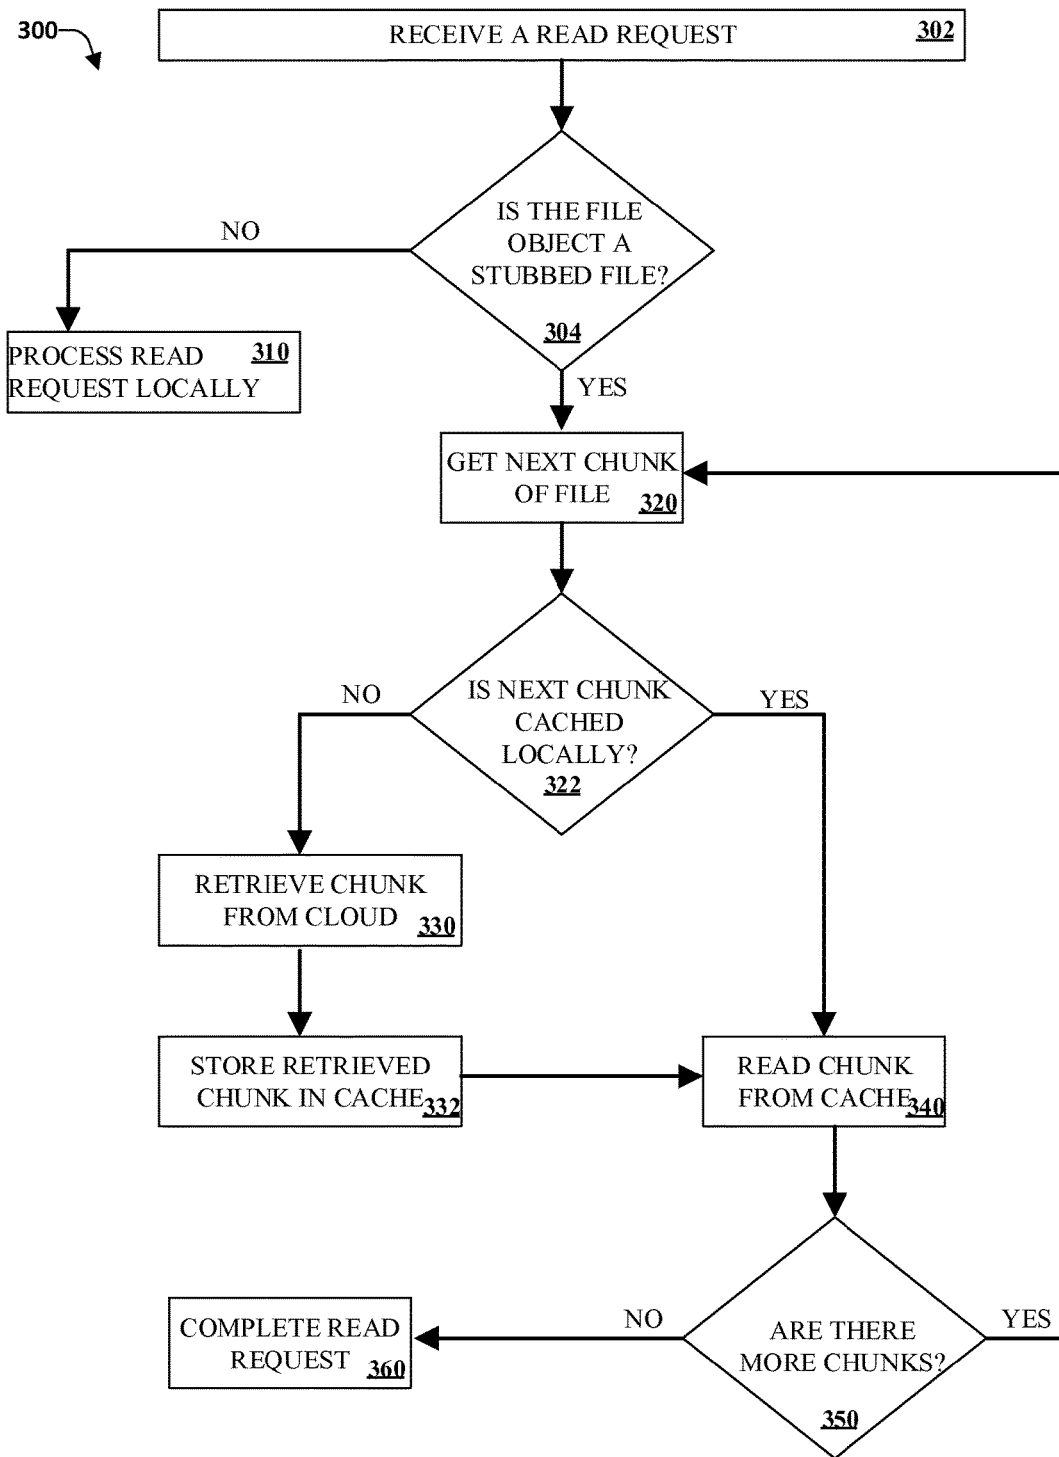 300
RECEIVE A READ REQUEST 302
IS THE FILE
OBJECT A
STUBBED FILE?
304
NO
YES
PROCESS READ 310
REQUEST LOCALLY
GET NEXT CHUNK
OF FILE 320
IS NEXT CHUNK
CACHED
LOCALLY?
322
NO
YES
RETRIEVE CHUNK
FROM CLOUD 330
STORE RETRIEVED
CHUNK IN CACHE 332
READ CHUNK
FROM CACHE 340
ARE THERE
MORE CHUNKS?
350
NO
YES
COMPLETE READ
REQUEST 360